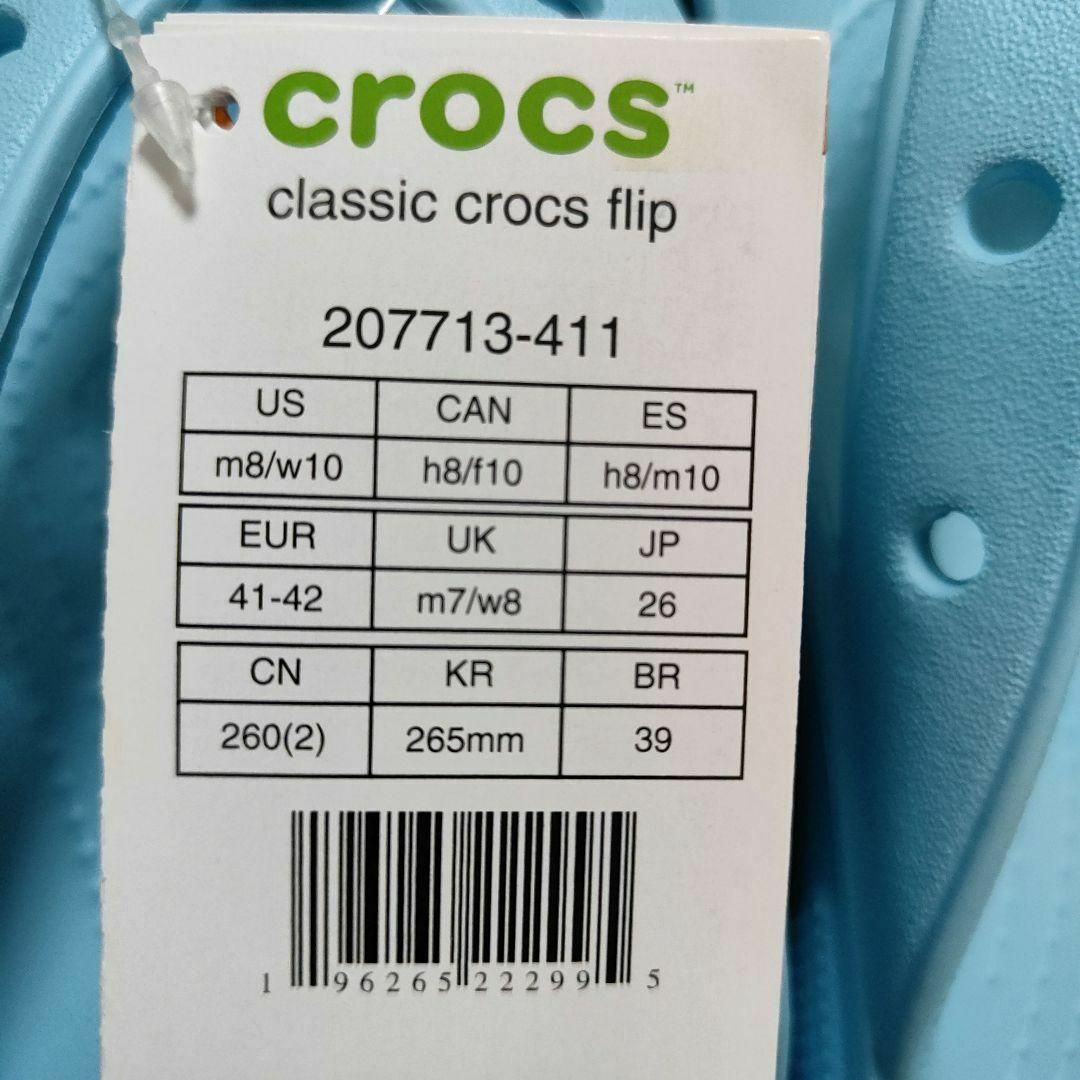 crocs™
classic crocs flip
207713-411
US CAN ES
m8/w10 h8/f10 h8/m10
EUR UK JP
41-42 m7/w8 26
CN KR BR
260(2) 265mm 39
1 96265 22299 5